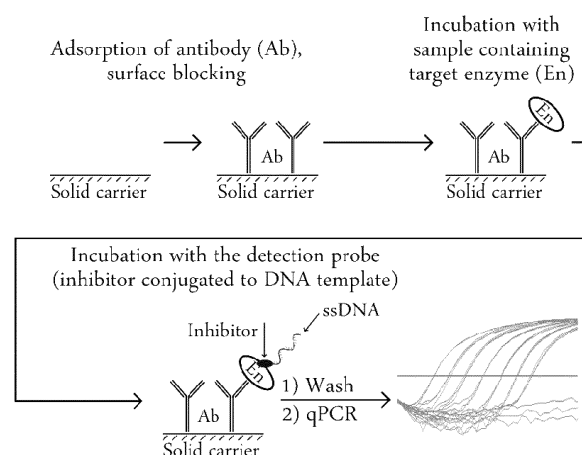 Adsorption of antibody (Ab),
surface blocking
Incubation with
sample containing
target enzyme (En)
En
Ab
Ab
Solid carrier
Solid carrier
Solid carrier
Incubation with the detection probe
(inhibitor conjugated to DNA template)
ssDNA
Inhibitor
En
1) Wash
2) qPCR
Ab
Solid carrier